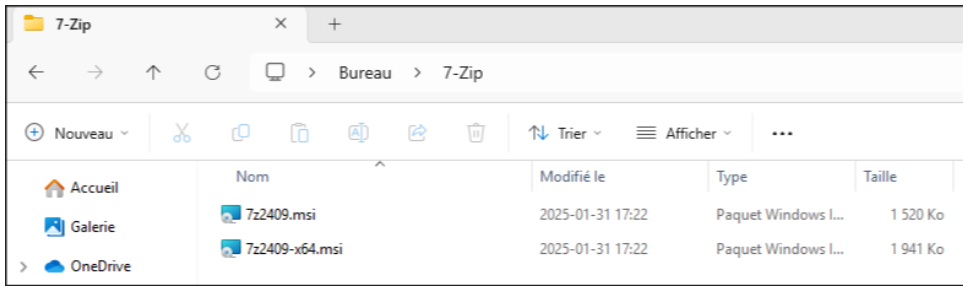 7-Zip
Bureau > 7-Zip
Nouveau
Trier
Afficher
Accueil
Galerie
OneDrive
Nom Modifié le Type Taille
7z2409.msi 2025-01-31 17:22 Paquet Windows I... 1 520 Ko
7z2409-x64.msi 2025-01-31 17:22 Paquet Windows I... 1 941 Ko